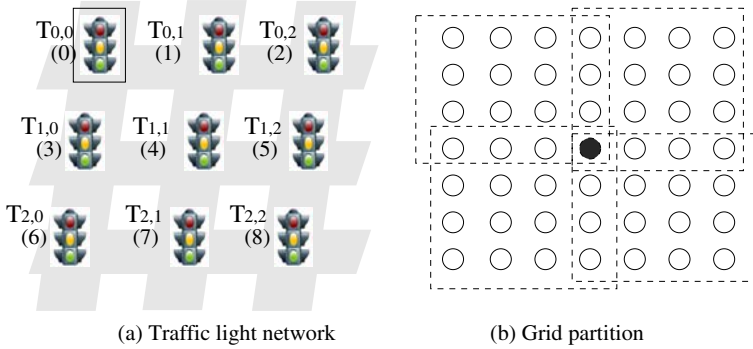 T0,0 T0,1 T0,2
(0) (1) (2)
T1,0 T1,1 T1,2
(3) (4) (5)
T2,0 T2,1 T2,2
(6) (7) (8)
(a) Traffic light network (b) Grid partition